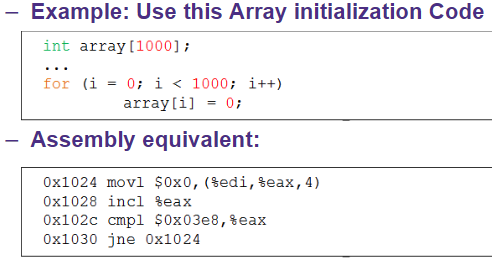 – Example: Use this Array initialization Code
int array[1000];
...
for (i = 0; i < 1000; i++)
array[i] = 0;
– Assembly equivalent:
0x1024 movl $0x0,(%edi,%eax,4)
0x1028 incl %eax
0x102c cmpl $0x03e8,%eax
0x1030 jne 0x1024